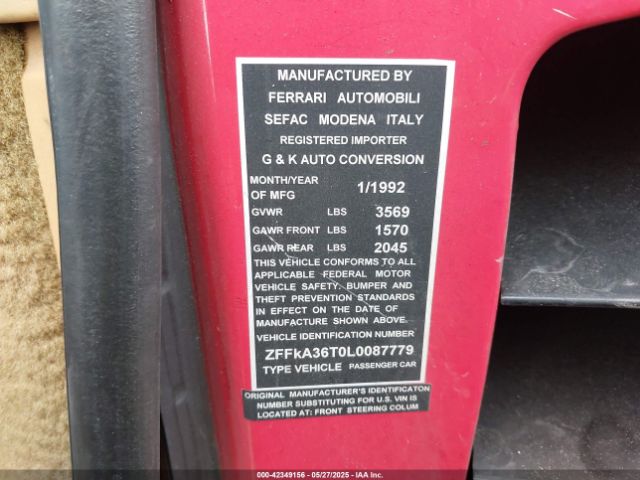 MANUFACTURED BY
FERRARI AUTOMOBILI
SEFAC MODENA ITALY
REGISTERED IMPORTER
G & K AUTO CONVERSION
MONTH/YEAR
OF MFG 1/1992
GVWR LBS 3569
GAWR FRONT LBS 1570
GAWR REAR LBS 2045
THIS VEHICLE CONFORMS TO ALL
APPLICABLE FEDERAL MOTOR
VEHICLE SAFETY. BUMPER AND
THEFT PREVENTION STANDARDS
IN EFFECT ON THE DATE OF
MANUFACTURE SHOWN ABOVE.
VEHICLE IDENTIFICATION NUMBER
ZFFkA36T0L0087779
TYPE VEHICLE PASSENGER CAR
ORIGINAL MANUFACTURER'S IDENTIFICATON
NUMBER SUBSTITUTING FOR U.S. VIN IS
LOCATED AT: FRONT STEERING COLUM
000-42349156 - 05/27/2025 - IAA Inc.